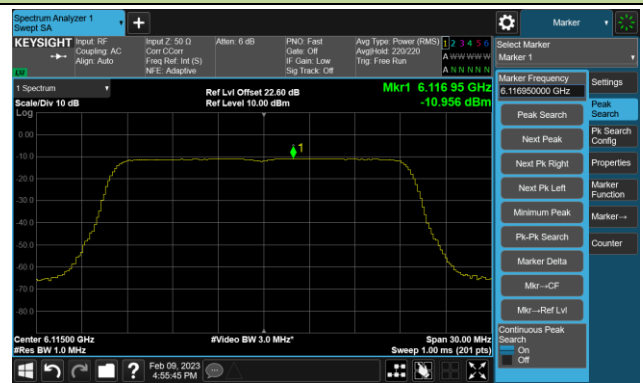 Spectrum Analyzer 1
Swept SA
Marker
KEYSIGHT
Input: RF
Coupling: AC
Align: Auto
Input Z: 50 Ω
Corr CCorr
Freq Ref: Int (S)
NFE: Adaptive
Atten: 6 dB
PNO: Fast
Gate: Off
IF Gain: Low
Sig Track: Off
Avg Type: Power (RMS)
Avg|Hold: 220/220
Trig: Free Run
1 2 3 4 5 6
A W W W W W
A N N N N N
LV
Select Marker
Marker 1
1 Spectrum
Scale/Div 10 dB
Log
Ref Lvl Offset 22.60 dB
Ref Level 10.00 dBm
Mkr1 6.116 95 GHz
-10.956 dBm
0.00
-10.0
-20.0
-30.0
-40.0
-50.0
-60.0
-70.0
-80.0
1
Center 6.11500 GHz
#Res BW 1.0 MHz
#Video BW 3.0 MHz*
Span 30.00 MHz
Sweep 1.00 ms (201 pts)
Marker Frequency
6.116950000 GHz
Peak Search
Next Peak
Next Pk Right
Next Pk Left
Minimum Peak
Pk-Pk Search
Marker Delta
Mkr→CF
Mkr→Ref Lvl
Continuous Peak
Search
On
Off
Settings
Peak
Search
Pk Search
Config
Properties
Marker
Function
Marker→
Counter
?
Feb 09, 2023
4:55:45 PM